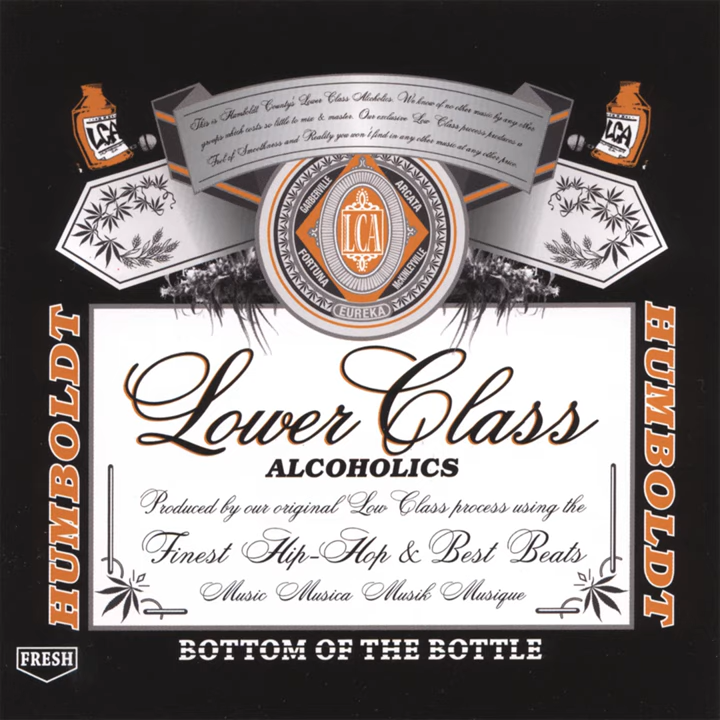 This is Humboldt County's Lower Class Alcoholics. We know of no other music by any other
groups which costs so little to mix & master. Our exclusive Low Class process produces a
Feel of Smoothness and Reality you won't find in any other music at any other price.
LCA
LCA
GARBERVILLE
ARCATA
LCA
FORTUNA
MCKINLEYVILLE
EUREKA
HUMBOLDT
HUMBOLDT
Lower Class
ALCOHOLICS
Produced by our original Low Class process using the
Finest Hip-Hop & Best Beats
Music Musica Musik Musique
BOTTOM OF THE BOTTLE
FRESH